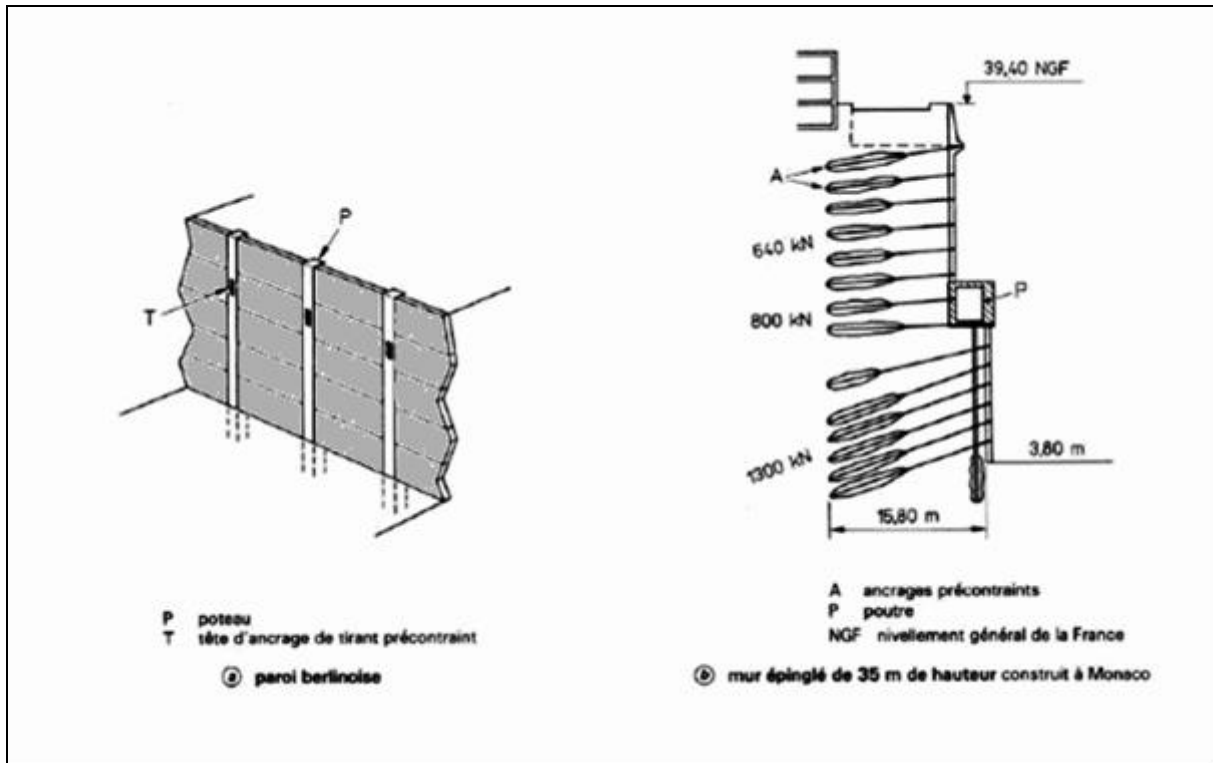 P
T
P poteau
T tête d'ancrage de tirant précontraint
a paroi berlinoise
39,40 NGF
A
640 kN
P
800 kN
1300 kN
3,80 m
15,80 m
A ancrages précontraints
P poutre
NGF nivellement général de la France
b mur épinglé de 35 m de hauteur construit à Monaco